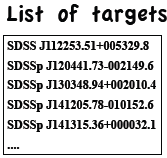 List of targets
SDSS J112253.51+005329.8
SDSSp J120441.73-002149.6
SDSSp J130348.94+002010.4
SDSSp J141205.78-010152.6
SDSSp J141315.36+000032.1
....